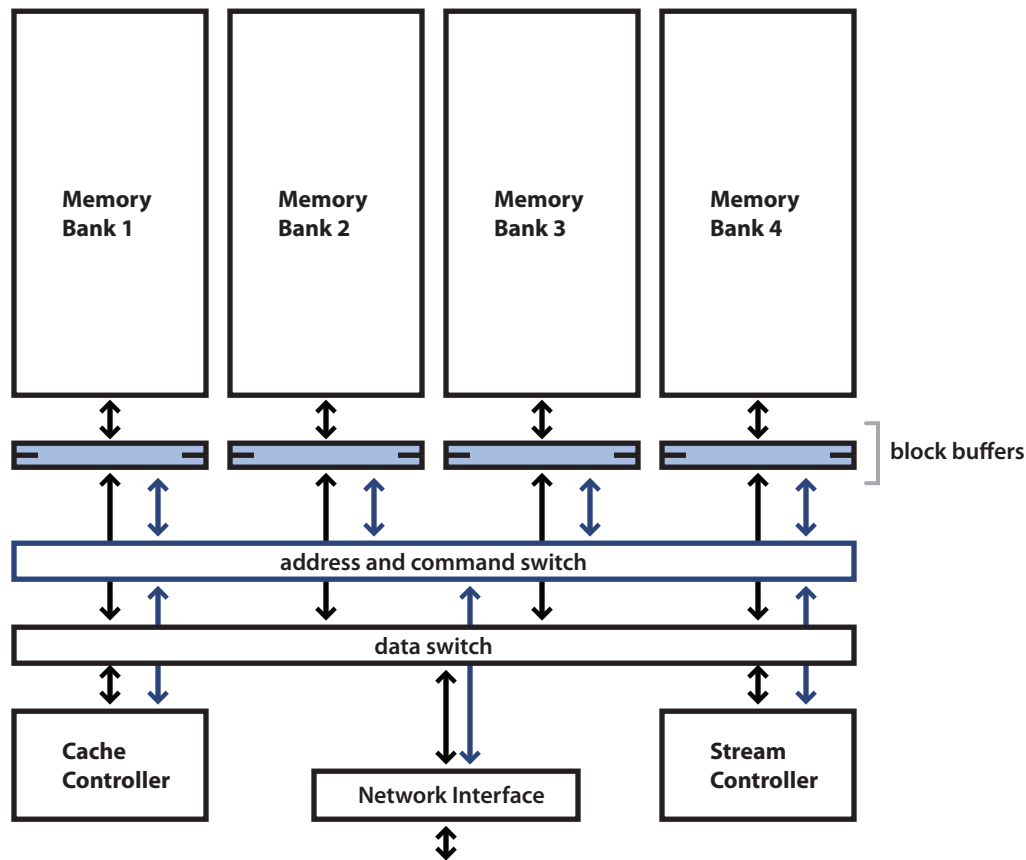 Memory
Bank 1
Memory
Bank 2
Memory
Bank 3
Memory
Bank 4
block buffers
address and command switch
data switch
Cache
Controller
Network Interface
Stream
Controller